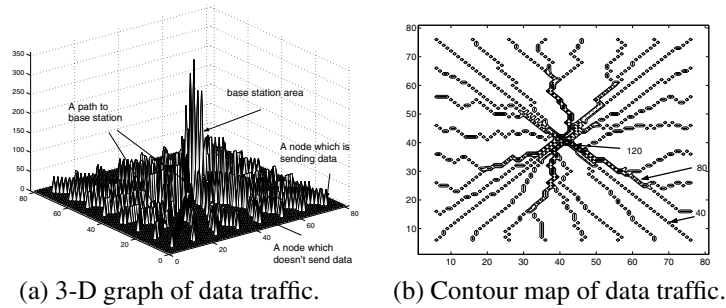 350
300
250
200
150
100
50
0
80
60
40
20
0
0
20
40
60
80
A path to
base station
base station area
A node which is
sending data
A node which
doesn't send data
80
70
60
50
40
30
20
10
10 20 30 40 50 60 70 80
120
80
40
(a) 3-D graph of data traffic.
(b) Contour map of data traffic.